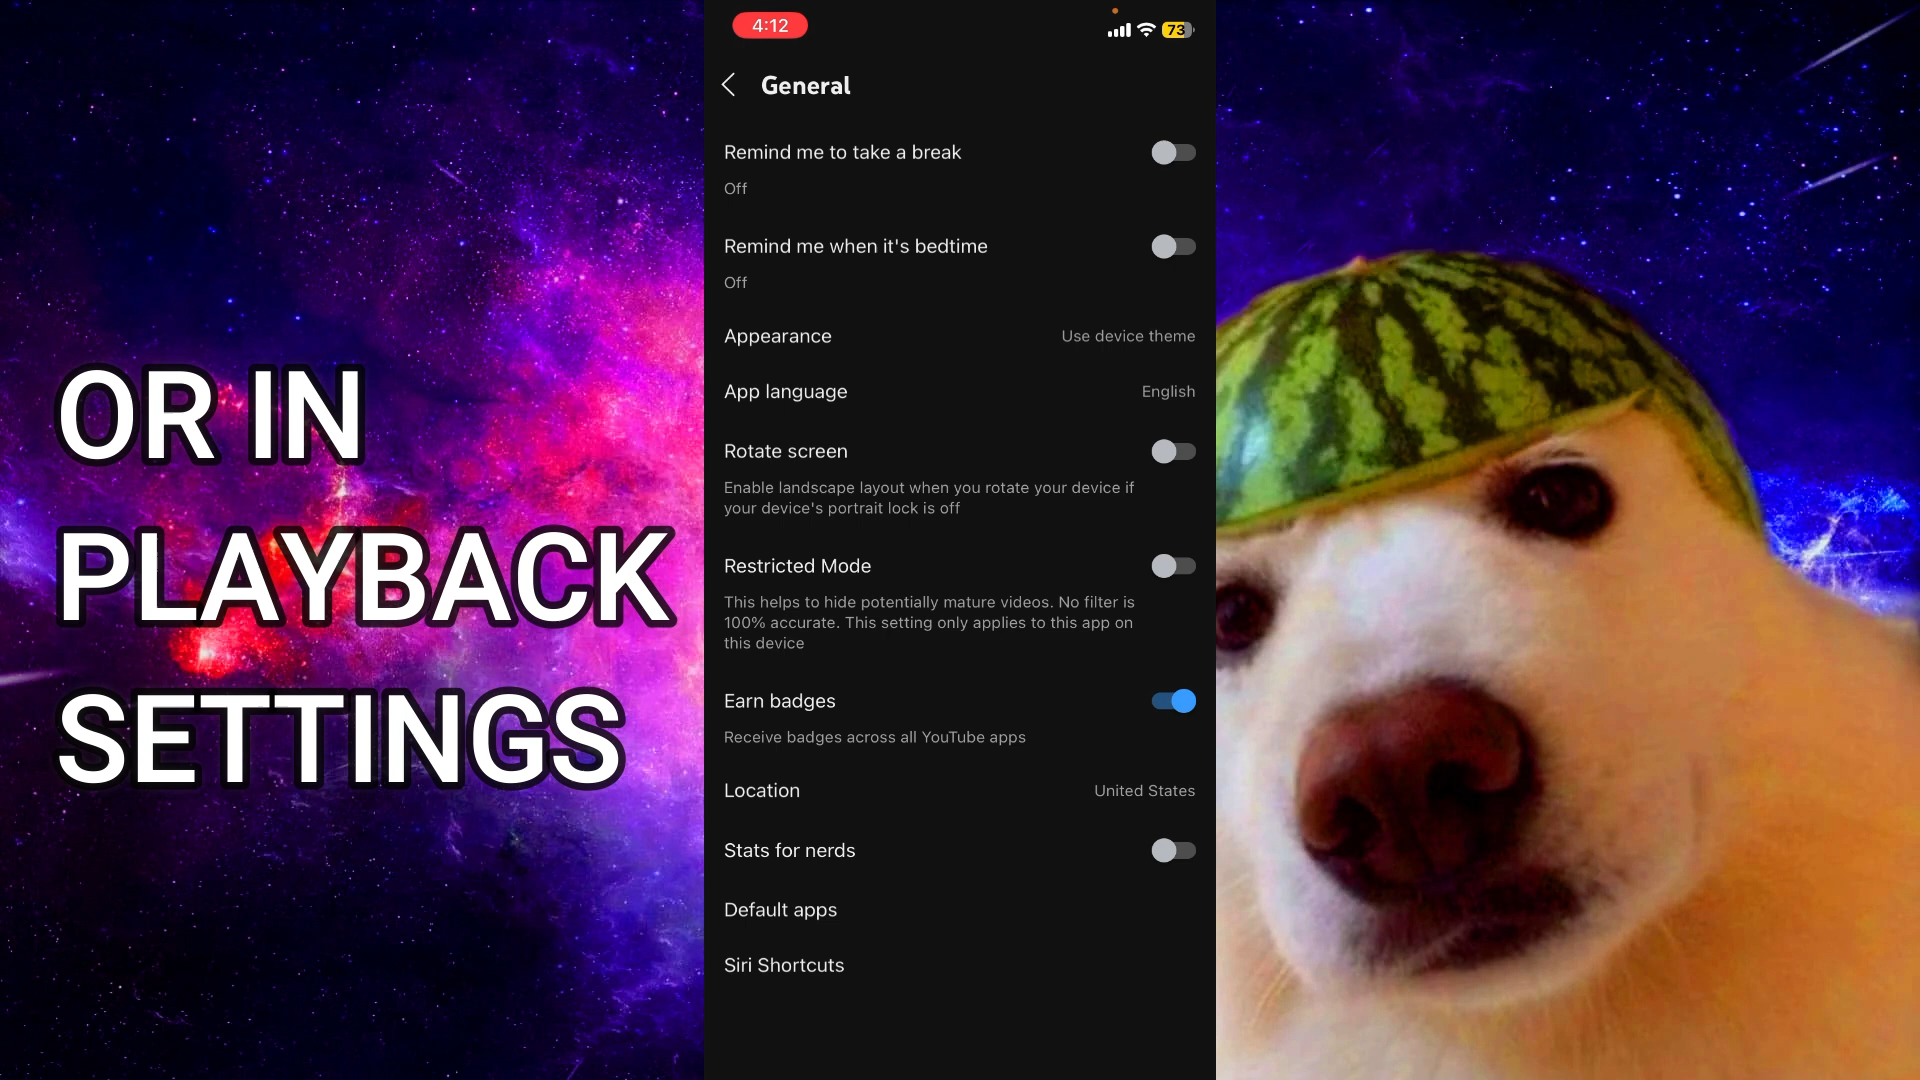 OR IN
PLAYBACK
SETTINGS
4:12
73
General
Remind me to take a break
Off
Remind me when it's bedtime
Off
Appearance
Use device theme
App language
English
Rotate screen
Enable landscape layout when you rotate your device if
your device's portrait lock is off
Restricted Mode
This helps to hide potentially mature videos. No filter is
100% accurate. This setting only applies to this app on
this device
Earn badges
Receive badges across all YouTube apps
Location
United States
Stats for nerds
Default apps
Siri Shortcuts